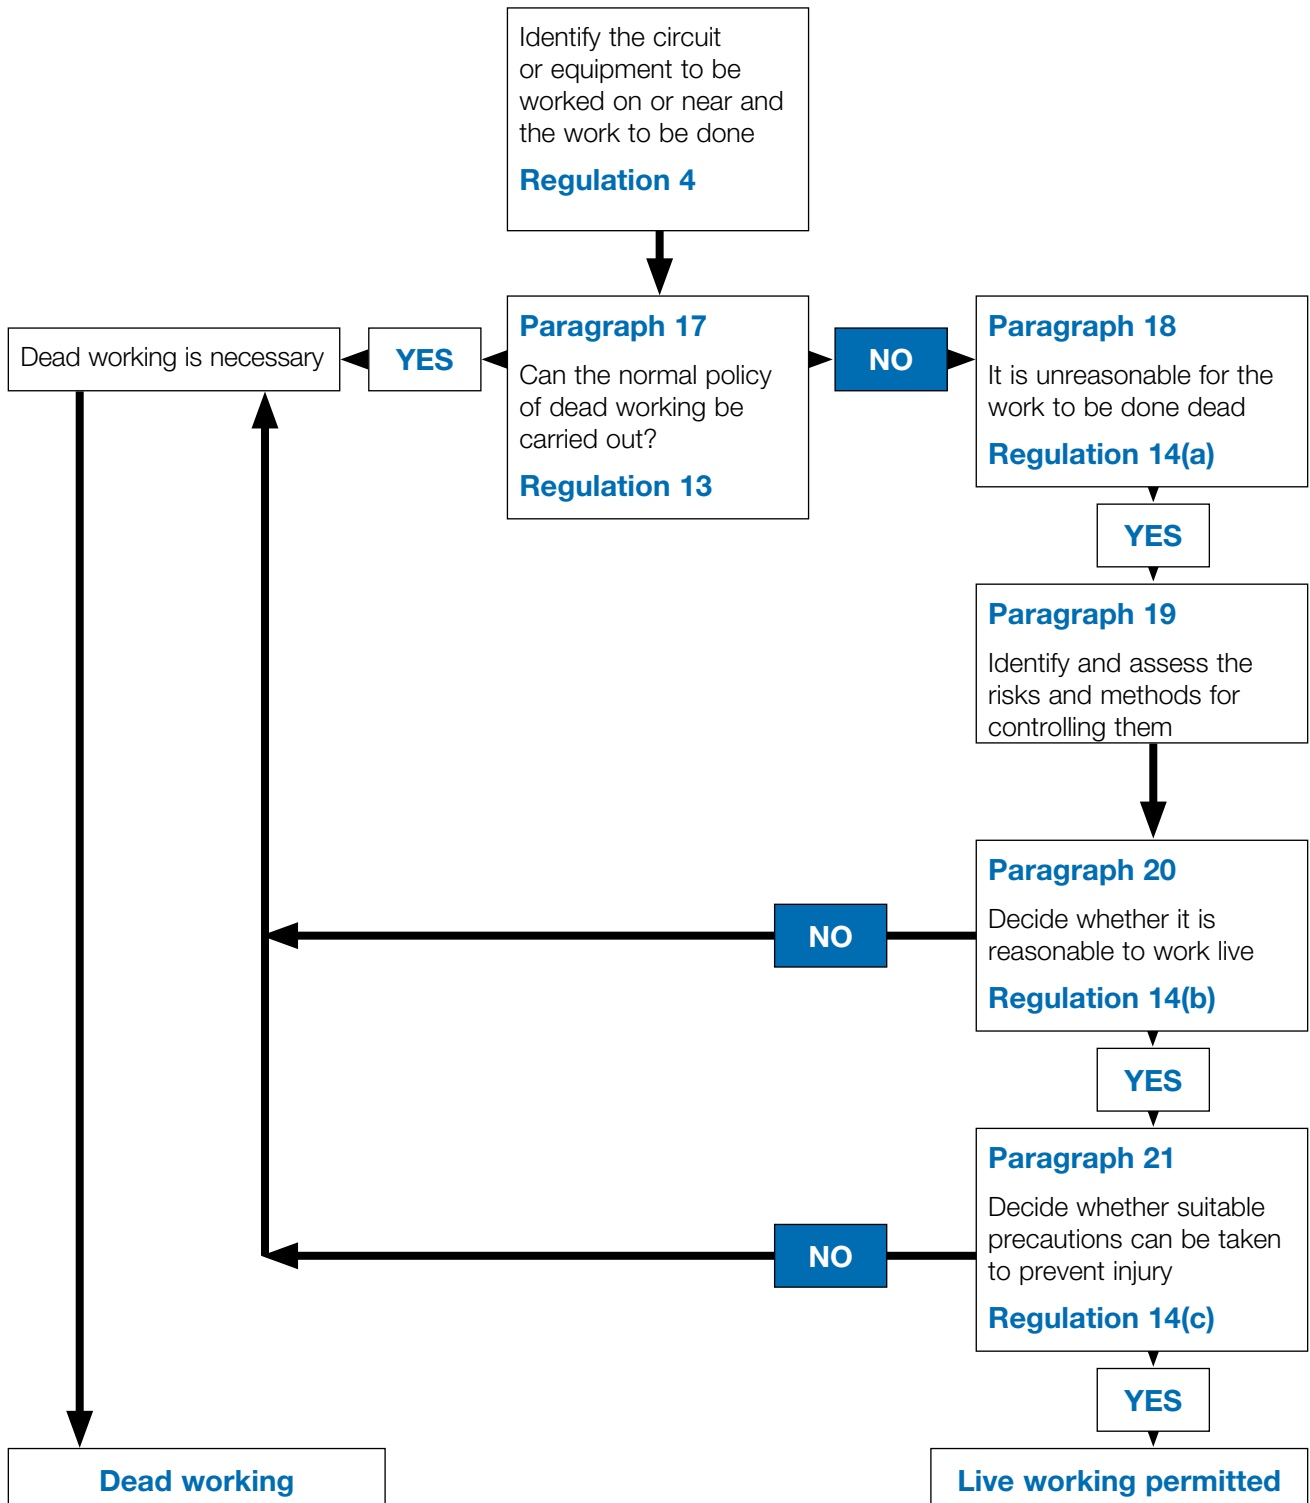 Identify the circuit
or equipment to be
worked on or near and
the work to be done
Regulation 4
Dead working is necessary
YES
Paragraph 17
Can the normal policy
of dead working be
carried out?
Regulation 13
NO
Paragraph 18
It is unreasonable for the
work to be done dead
Regulation 14(a)
YES
Paragraph 19
Identify and assess the
risks and methods for
controlling them
Paragraph 20
Decide whether it is
reasonable to work live
Regulation 14(b)
NO
YES
Paragraph 21
Decide whether suitable
precautions can be taken
to prevent injury
Regulation 14(c)
NO
YES
Dead working
Live working permitted